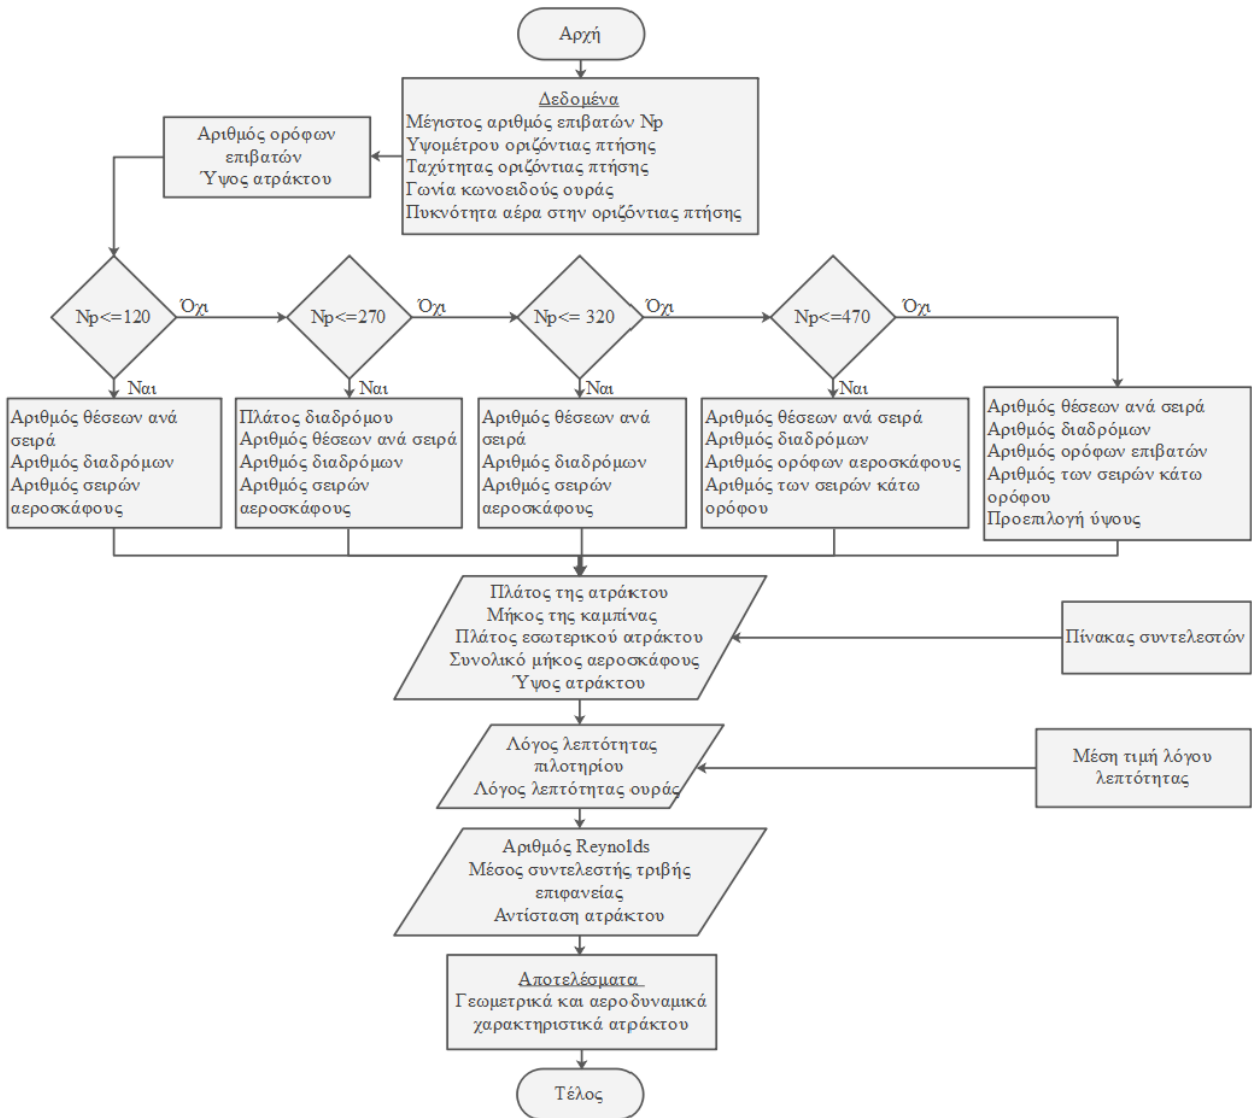 Αρχή
Δεδομένα
Μέγιστος αριθμός επιβατών Np
Υψομέτρου οριζόντιας πτήσης
Ταχύτητας οριζόντιας πτήσης
Γωνία κωνοειδούς ουράς
Πυκνότητα αέρα στην οριζόντιας πτήσης
Αριθμός ορόφων
επιβατών
Ύψος ατράκτου
Np<=120
Όχι
Np<=270
Όχι
Np<= 320
Όχι
Np<=470
Όχι
Ναι
Ναι
Ναι
Ναι
Αριθμός θέσεων ανά
σειρά
Αριθμός διαδρόμων
Αριθμός σειρών
αεροσκάφους
Πλάτος διαδρόμου
Αριθμός θέσεων ανά σειρά
Αριθμός διαδρόμων
Αριθμός σειρών
αεροσκάφους
Αριθμός θέσεων ανά
σειρά
Αριθμός διαδρόμων
Αριθμός σειρών
αεροσκάφους
Αριθμός θέσεων ανά σειρά
Αριθμός διαδρόμων
Αριθμός ορόφων αεροσκάφους
Αριθμός των σειρών κάτω
ορόφου
Αριθμός θέσεων ανά σειρά
Αριθμός διαδρόμων
Αριθμός ορόφων επιβατών
Αριθμός των σειρών κάτω
ορόφου
Προεπιλογή ύψους
Πλάτος της ατράκτου
Μήκος της καμπίνας
Πλάτος εσωτερικού ατράκτου
Συνολικό μήκος αεροσκάφους
Ύψος ατράκτου
Πίνακας συντελεστών
Λόγος λεπτότητας
πιλοτηρίου
Λόγος λεπτότητας ουράς
Μέση τιμή λόγου
λεπτότητας
Αριθμός Reynolds
Μέσος συντελεστής τριβής
επιφανείας
Αντίσταση ατράκτου
Αποτελέσματα
Γεωμετρικά και αεροδυναμικά
χαρακτηριστικά ατράκτου
Τέλος